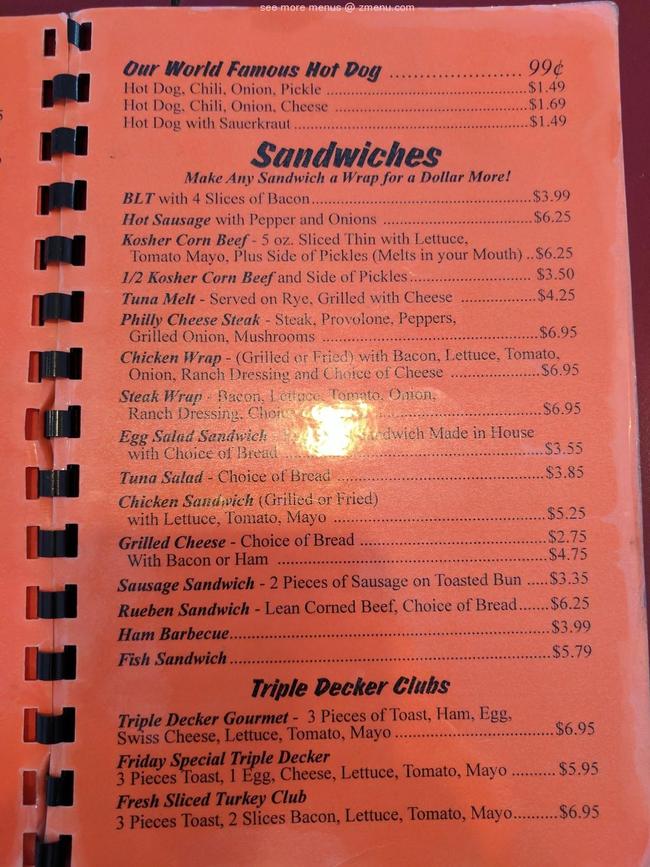 see more menus @ zmenu.com
Our World Famous Hot Dog .......................... 99¢
Hot Dog, Chili, Onion, Pickle .......................... $1.49
Hot Dog, Chili, Onion, Cheese .......................... $1.69
Hot Dog with Sauerkraut .......................... $1.49
Sandwiches
Make Any Sandwich a Wrap for a Dollar More!
BLT with 4 Slices of Bacon .......................... $3.99
Hot Sausage with Pepper and Onions .......................... $6.25
Kosher Corn Beef - 5 oz. Sliced Thin with Lettuce,
Tomato Mayo, Plus Side of Pickles (Melts in your Mouth) .. $6.25
1/2 Kosher Corn Beef and Side of Pickles .......................... $3.50
Tuna Melt - Served on Rye, Grilled with Cheese .......................... $4.25
Philly Cheese Steak - Steak, Provolone, Peppers,
Grilled Onion, Mushrooms .......................... $6.95
Chicken Wrap - (Grilled or Fried) with Bacon, Lettuce, Tomato,
Onion, Ranch Dressing and Choice of Cheese .......................... $6.95
Steak Wrap - Bacon, Lettuce, Tomato, Onion,
Ranch Dressing, .......................... $6.95
Egg Salad Sandwich Made in House
with Choice of Bread .......................... $3.55
Tuna Salad - Choice of Bread .......................... $3.85
Chicken Sandwich (Grilled or Fried)
with Lettuce, Tomato, Mayo .......................... $5.25
Grilled Cheese - Choice of Bread .......................... $2.75
With Bacon or Ham .......................... $4.75
Sausage Sandwich - 2 Pieces of Sausage on Toasted Bun ..... $3.35
Rueben Sandwich - Lean Corned Beef, Choice of Bread ....... $6.25
Ham Barbecue .......................... $3.99
Fish Sandwich .......................... $5.79
Triple Decker Clubs
Triple Decker Gourmet - 3 Pieces of Toast, Ham, Egg,
Swiss Cheese, Lettuce, Tomato, Mayo .......................... $6.95
Friday Special Triple Decker
3 Pieces Toast, 1 Egg, Cheese, Lettuce, Tomato, Mayo .......... $5.95
Fresh Sliced Turkey Club
3 Pieces Toast, 2 Slices Bacon, Lettuce, Tomato, Mayo .......... $6.95